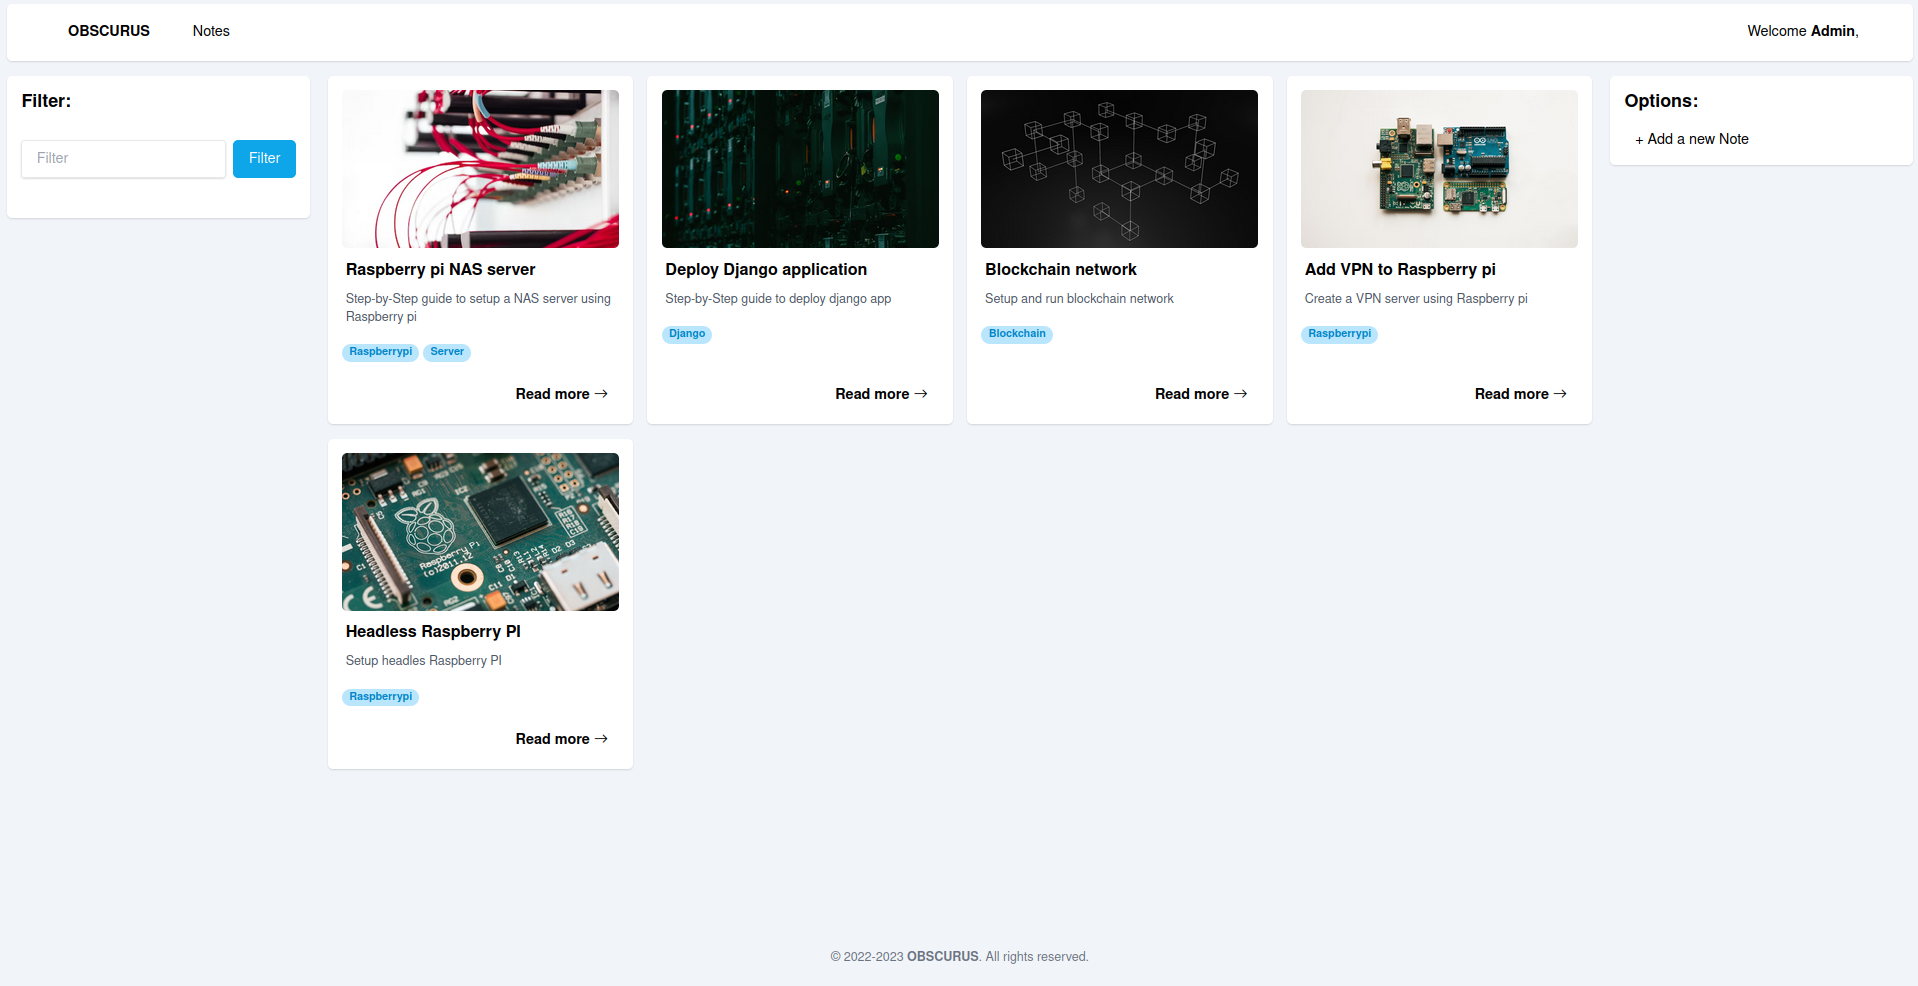 OBSCURUS
Notes
Welcome Admin,
Filter:
Filter
Filter
Raspberry pi NAS server
Step-by-Step guide to setup a NAS server using
Raspberry pi
Raspberrypi
Server
Read more →
Deploy Django application
Step-by-Step guide to deploy django app
Django
Read more →
Blockchain network
Setup and run blockchain network
Blockchain
Read more →
Add VPN to Raspberry pi
Create a VPN server using Raspberry pi
Raspberrypi
Read more →
Options:
+ Add a new Note
Raspberry Pi
(c)2011.12
Headless Raspberry PI
Setup headles Raspberry PI
Raspberrypi
Read more →
© 2022-2023 OBSCURUS. All rights reserved.